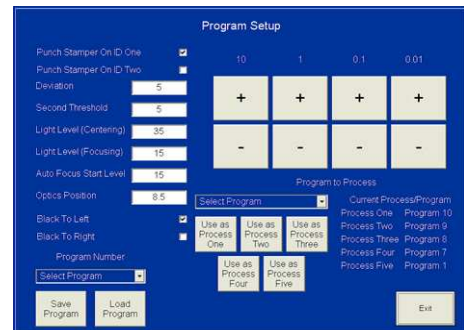 Program Setup
Punch Stamper On ID One
Punch Stamper On ID Two
Deviation 5
Second Threshold 5
Light Level (Centering) 35
Light Level (Focusing) 15
Auto Focus Start Level 15
Optics Position 8.5
Black To Left
Black To Right
Program Number
Select Program
Save Program
Load Program
10 1 0.1 0.01
+ + + +
- - - -
Program to Process
Select Program
Use as Process One
Use as Process Two
Use as Process Three
Use as Process Four
Use as Process Five
Current Process/Program
Process One Program 10
Process Two Program 9
Process Three Program 8
Process Four Program 7
Process Five Program 1
Exit